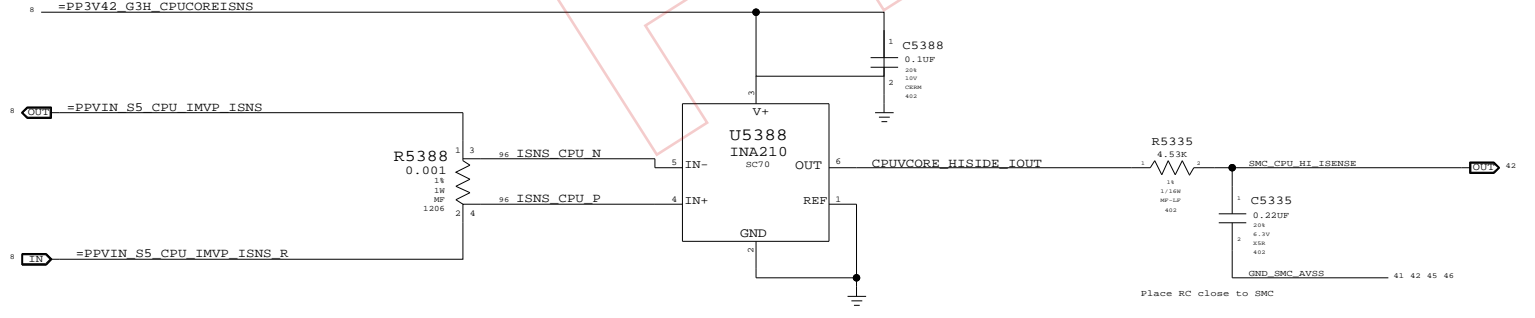 8 =PP3V42_G3H_CPUCOREISNS
1 C5388
0.1UF
20%
10V
2 CERM
402
8 OUT =PPVIN_S5_CPU_IMVP_ISNS
3
V+
U5388
INA210
SC70
R5388
0.001
1%
1W
MF
1206
1 3
2 4
96 ISNS_CPU_N
5 IN-
96 ISNS_CPU_P
4 IN+
OUT 6
REF 1
GND
2
CPUVCORE_HISIDE_IOUT
R5335
4.53K
1 2
1%
1/16W
MF-LF
402
SMC_CPU_HI_ISENSE
OUT 42
1 C5335
0.22UF
20%
6.3V
2 X5R
402
8 IN =PPVIN_S5_CPU_IMVP_ISNS_R
GND_SMC_AVSS 41 42 45 46
Place RC close to SMC